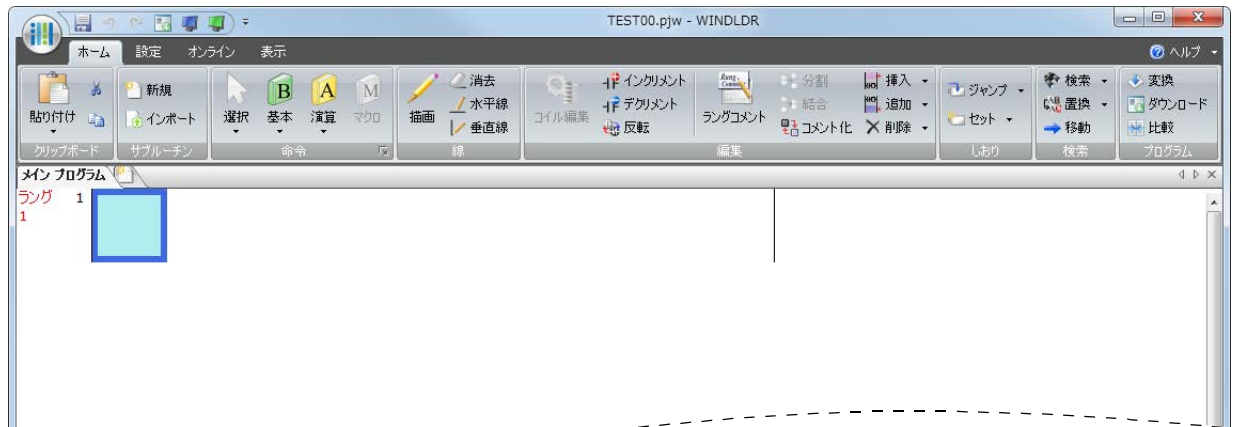 TEST00.pjw - WINDLDR
ホーム 設定 オンライン 表示 ヘルプ
貼り付け
クリップボード
新規
インポート
サブルーチン
選択 B 基本 A 演算 M マクロ
命令
描画
消去
水平線
垂直線
線
コイル編集
インクリメント
デクリメント
反転
Rung Comment
ラングコメント
分割
結合
コメント化
挿入
追加
削除
編集
ジャンプ
セット
しおり
検索
置換
移動
検索
変換
ダウンロード
比較
プログラム
メイン プログラム
ラング 1
1